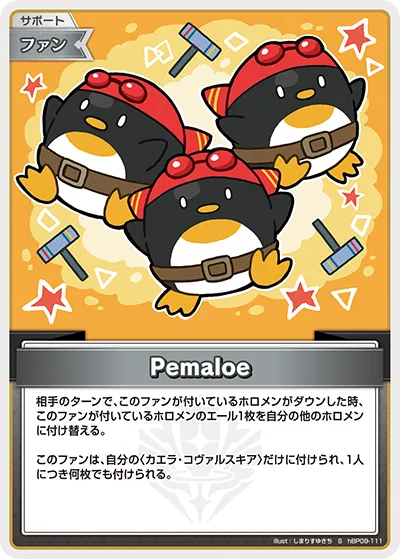 サポート
ファン
Pemaloe
相手のターンで、このファンが付いているホロメンがダウンした時、
このファンが付いているホロメンのエール1枚を自分の他のホロメン
に付け替える。
このファンは、自分の〈カエラ・コヴァルスキア〉だけに付けられ、1人
につき何枚でも付けられる。
illust：しまりすゆきち S hBP09-111